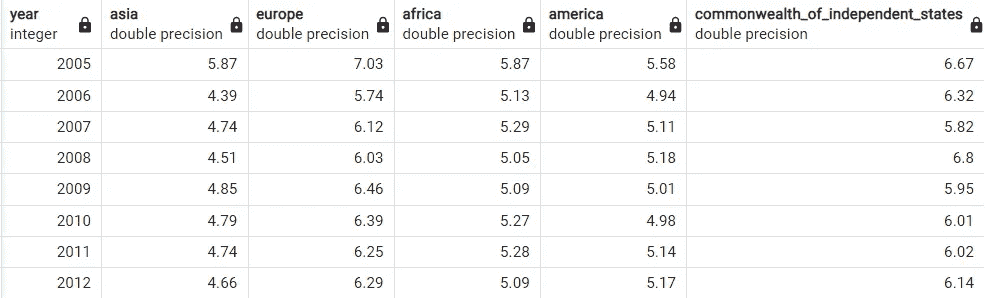 year asia europe africa america commonwealth_of_independent_states
integer double precision double precision double precision double precision double precision
2005 5.87 7.03 5.87 5.58 6.67
2006 4.39 5.74 5.13 4.94 6.32
2007 4.74 6.12 5.29 5.11 5.82
2008 4.51 6.03 5.05 5.18 6.8
2009 4.85 6.46 5.09 5.01 5.95
2010 4.79 6.39 5.27 4.98 6.01
2011 4.74 6.25 5.28 5.14 6.02
2012 4.66 6.29 5.09 5.17 6.14